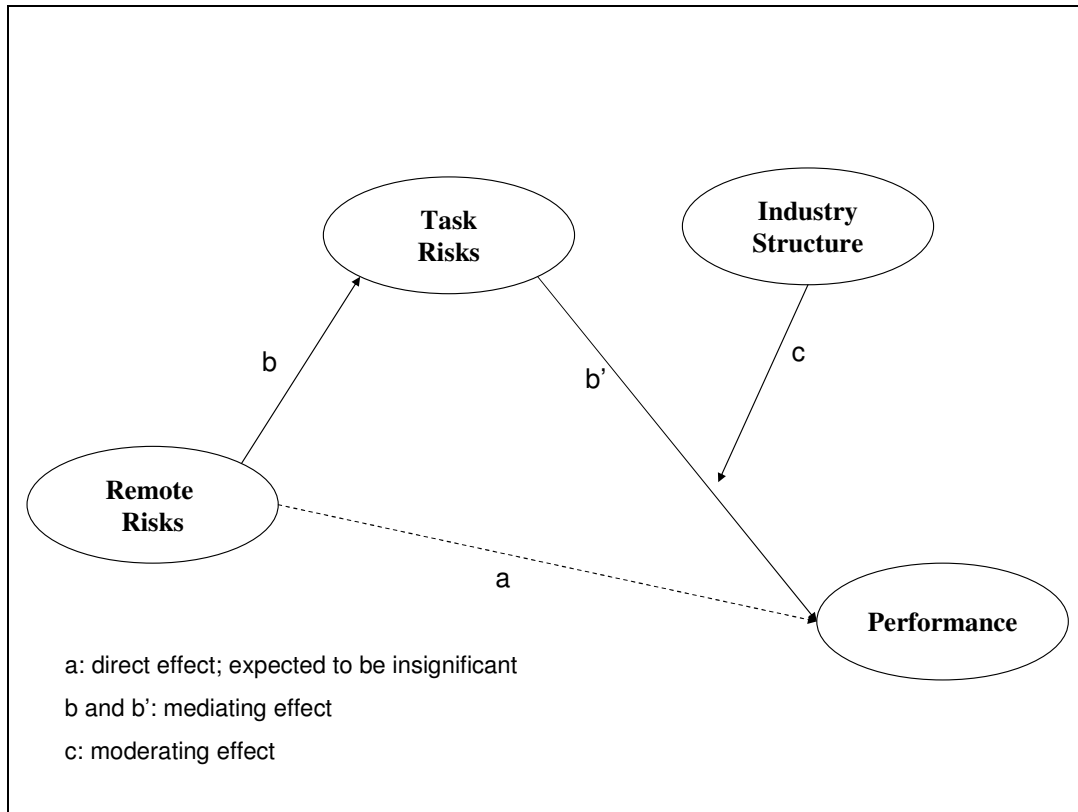 Task
Risks
Industry
Structure
b
b’
c
Remote
Risks
a
Performance
a: direct effect; expected to be insignificant
b and b’: mediating effect
c: moderating effect